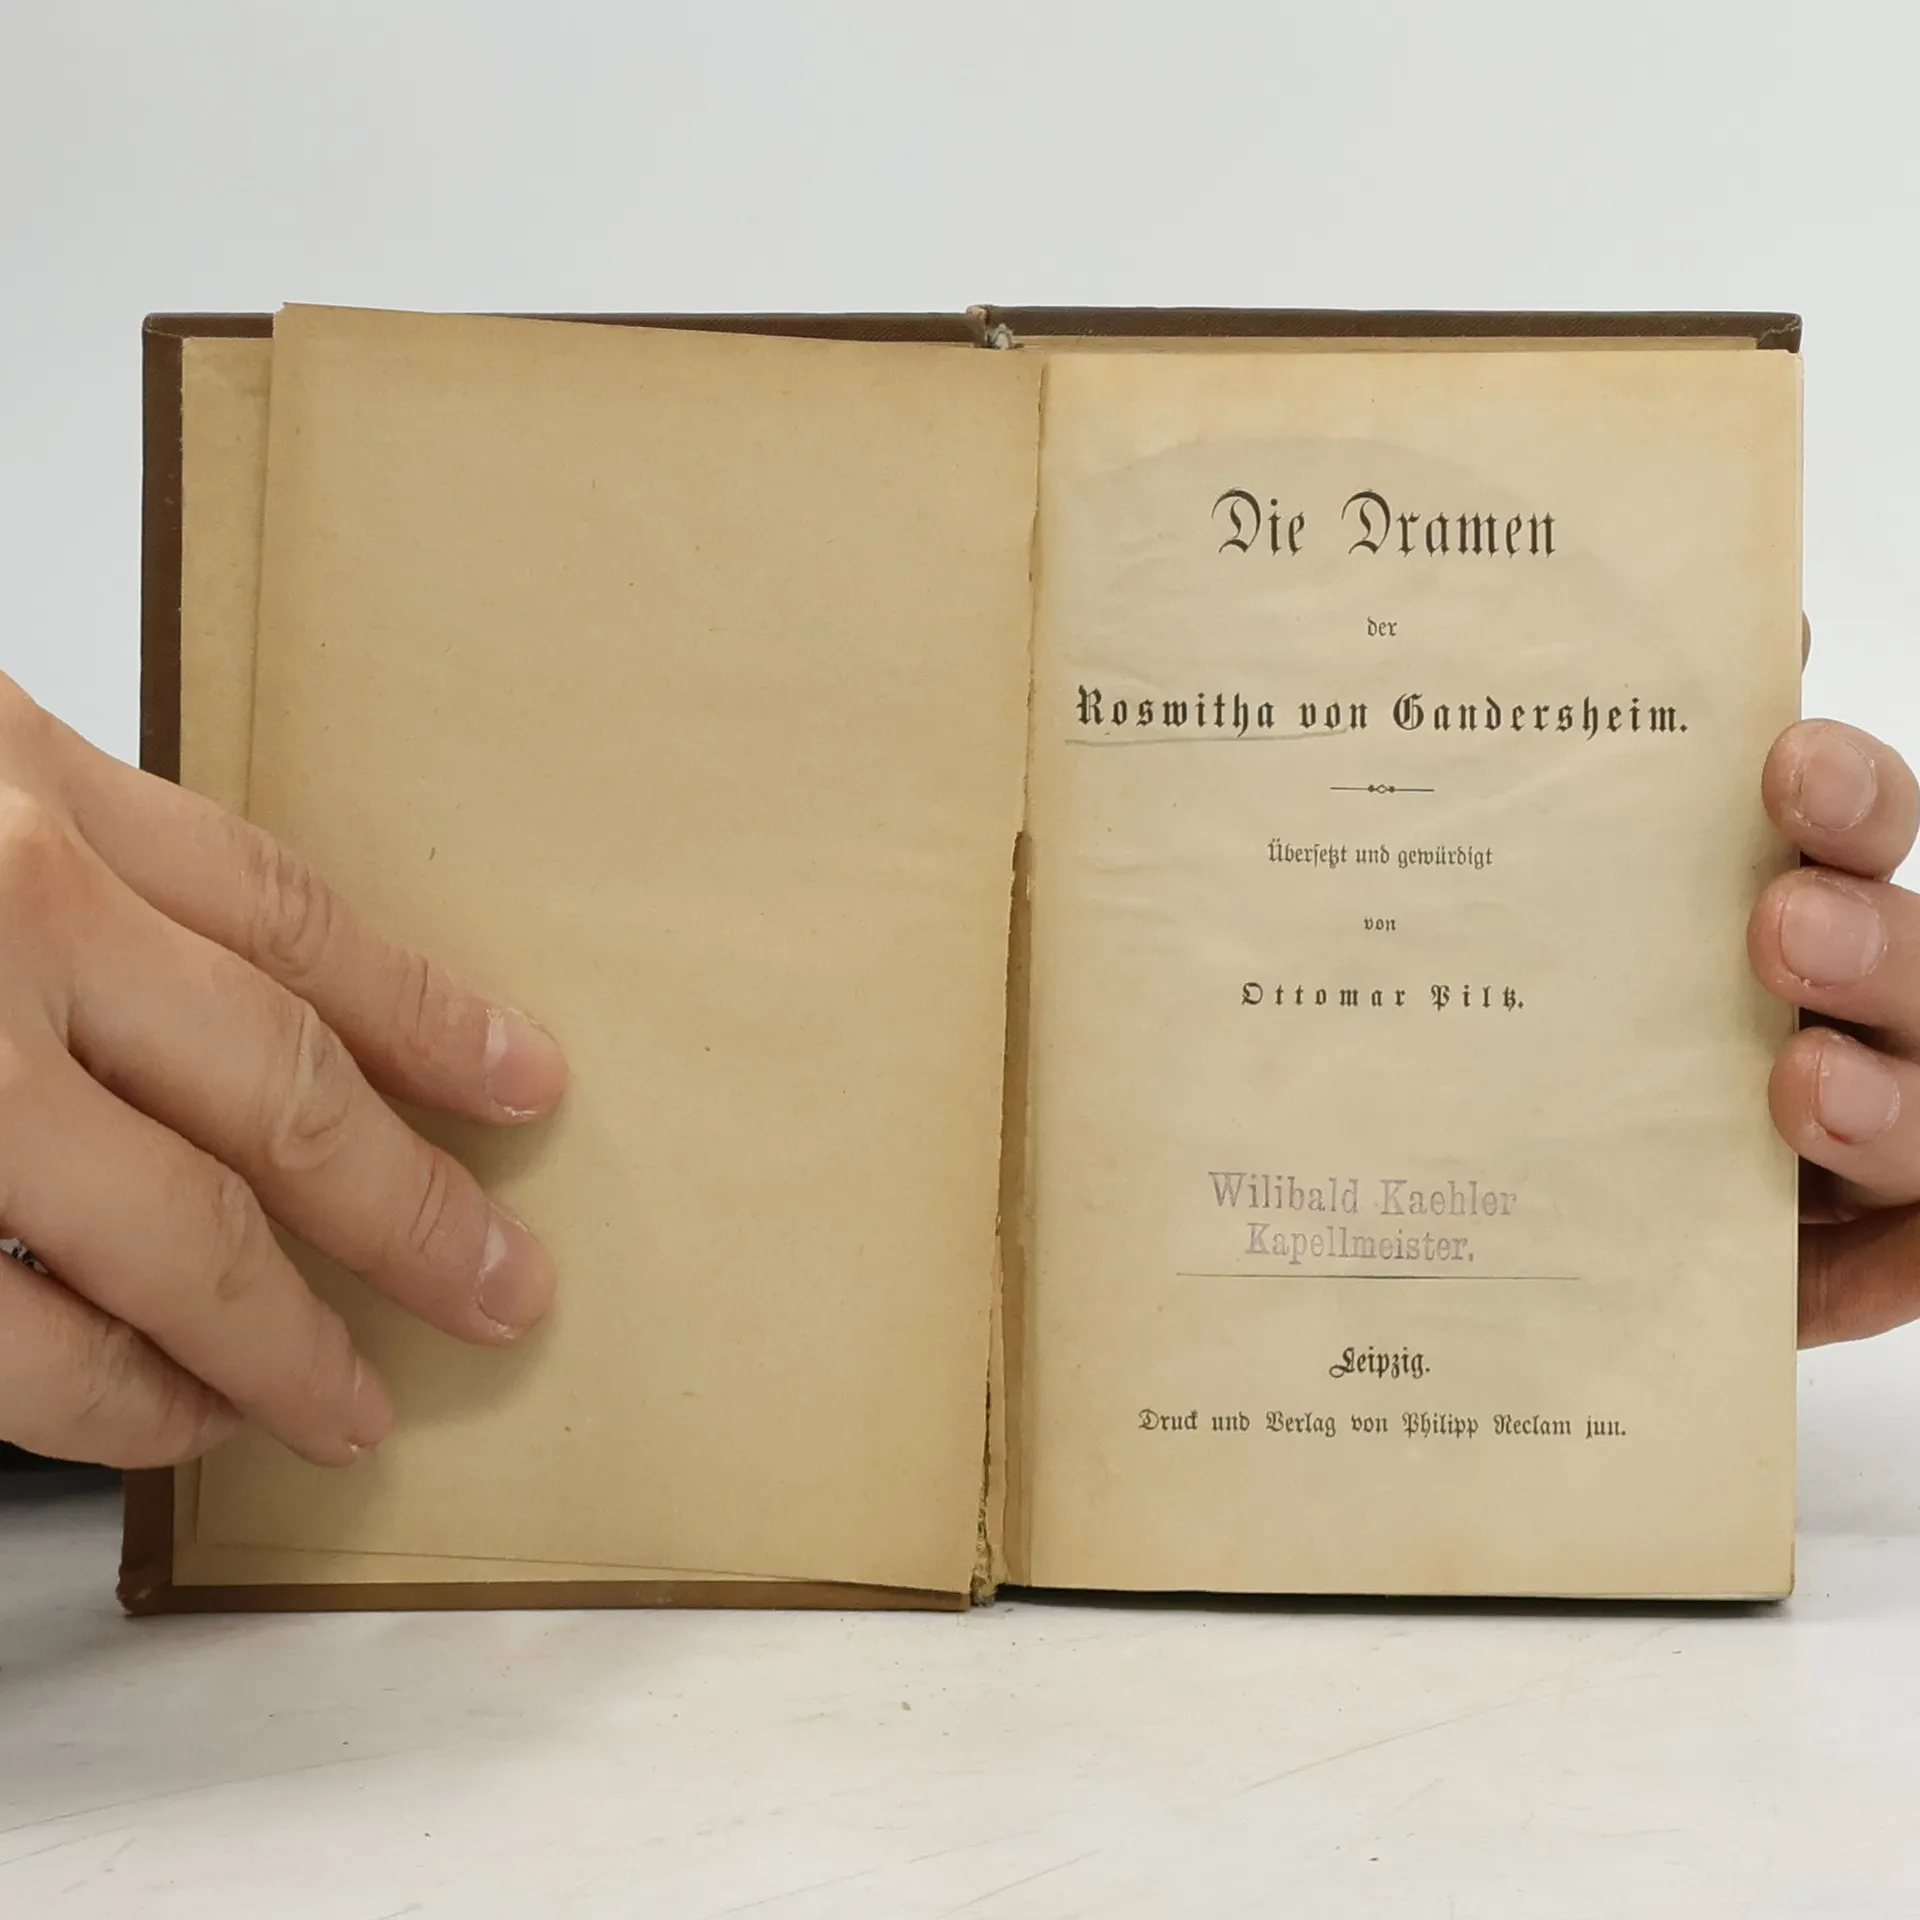 Die Dramen
der
Roswitha von Gandersheim.
Übersetzt und gewürdigt
von
Ottomar Piltz.
Wilibald Kaehler
Kapellmeister.
Leipzig.
Druck und Verlag von Philipp Reclam jun.